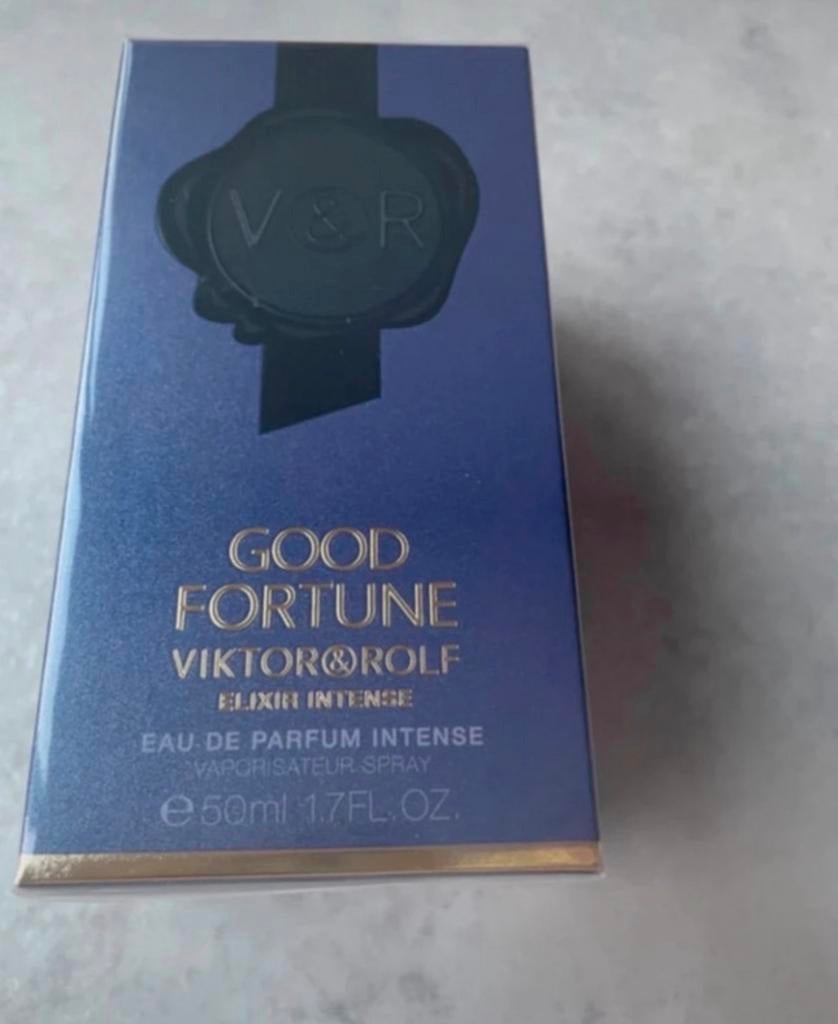 V & R
GOOD
FORTUNE
VIKTOR&ROLF
ELIXIR INTENSE
EAU DE PARFUM INTENSE
VAPORISATEUR SPRAY
℮50ml 1.7FL.OZ.